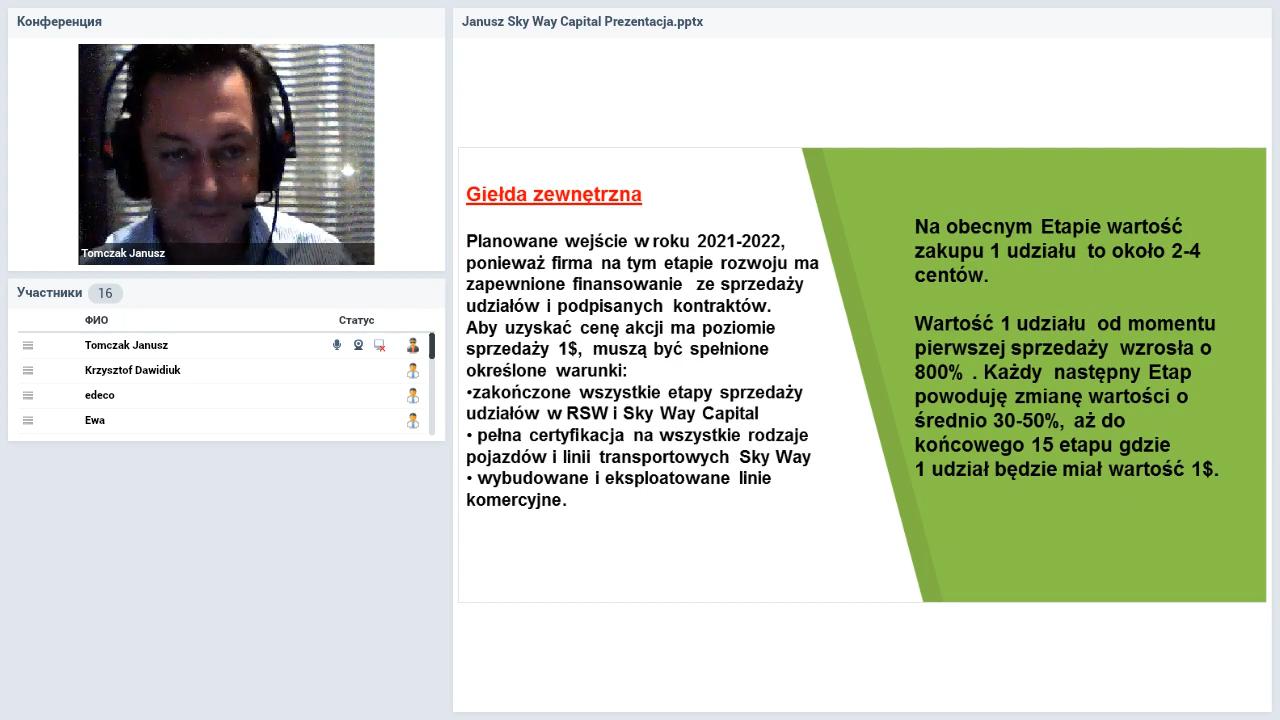 Конференция
Tomczak Janusz
Участники 16
ФИО Статус
Tomczak Janusz
Krzysztof Dawidiuk
edeco
Ewa
Janusz Sky Way Capital Prezentacja.pptx
Giełda zewnętrzna
Planowane wejście w roku 2021-2022,
ponieważ firma na tym etapie rozwoju ma
zapewnione finansowanie ze sprzedaży
udziałów i podpisanych kontraktów.
Aby uzyskać cenę akcji ma poziomie
sprzedaży 1$, muszą być spełnione
określone warunki:
•zakończone wszystkie etapy sprzedaży
udziałów w RSW i Sky Way Capital
• pełna certyfikacja na wszystkie rodzaje
pojazdów i linii transportowych Sky Way
• wybudowane i eksploatowane linie
komercyjne.
Na obecnym Etapie wartość
zakupu 1 udziału to około 2-4
centów.
Wartość 1 udziału od momentu
pierwszej sprzedaży wzrosła o
800% . Każdy następny Etap
powoduję zmianę wartości o
średnio 30-50%, aż do
końcowego 15 etapu gdzie
1 udział będzie miał wartość 1$.